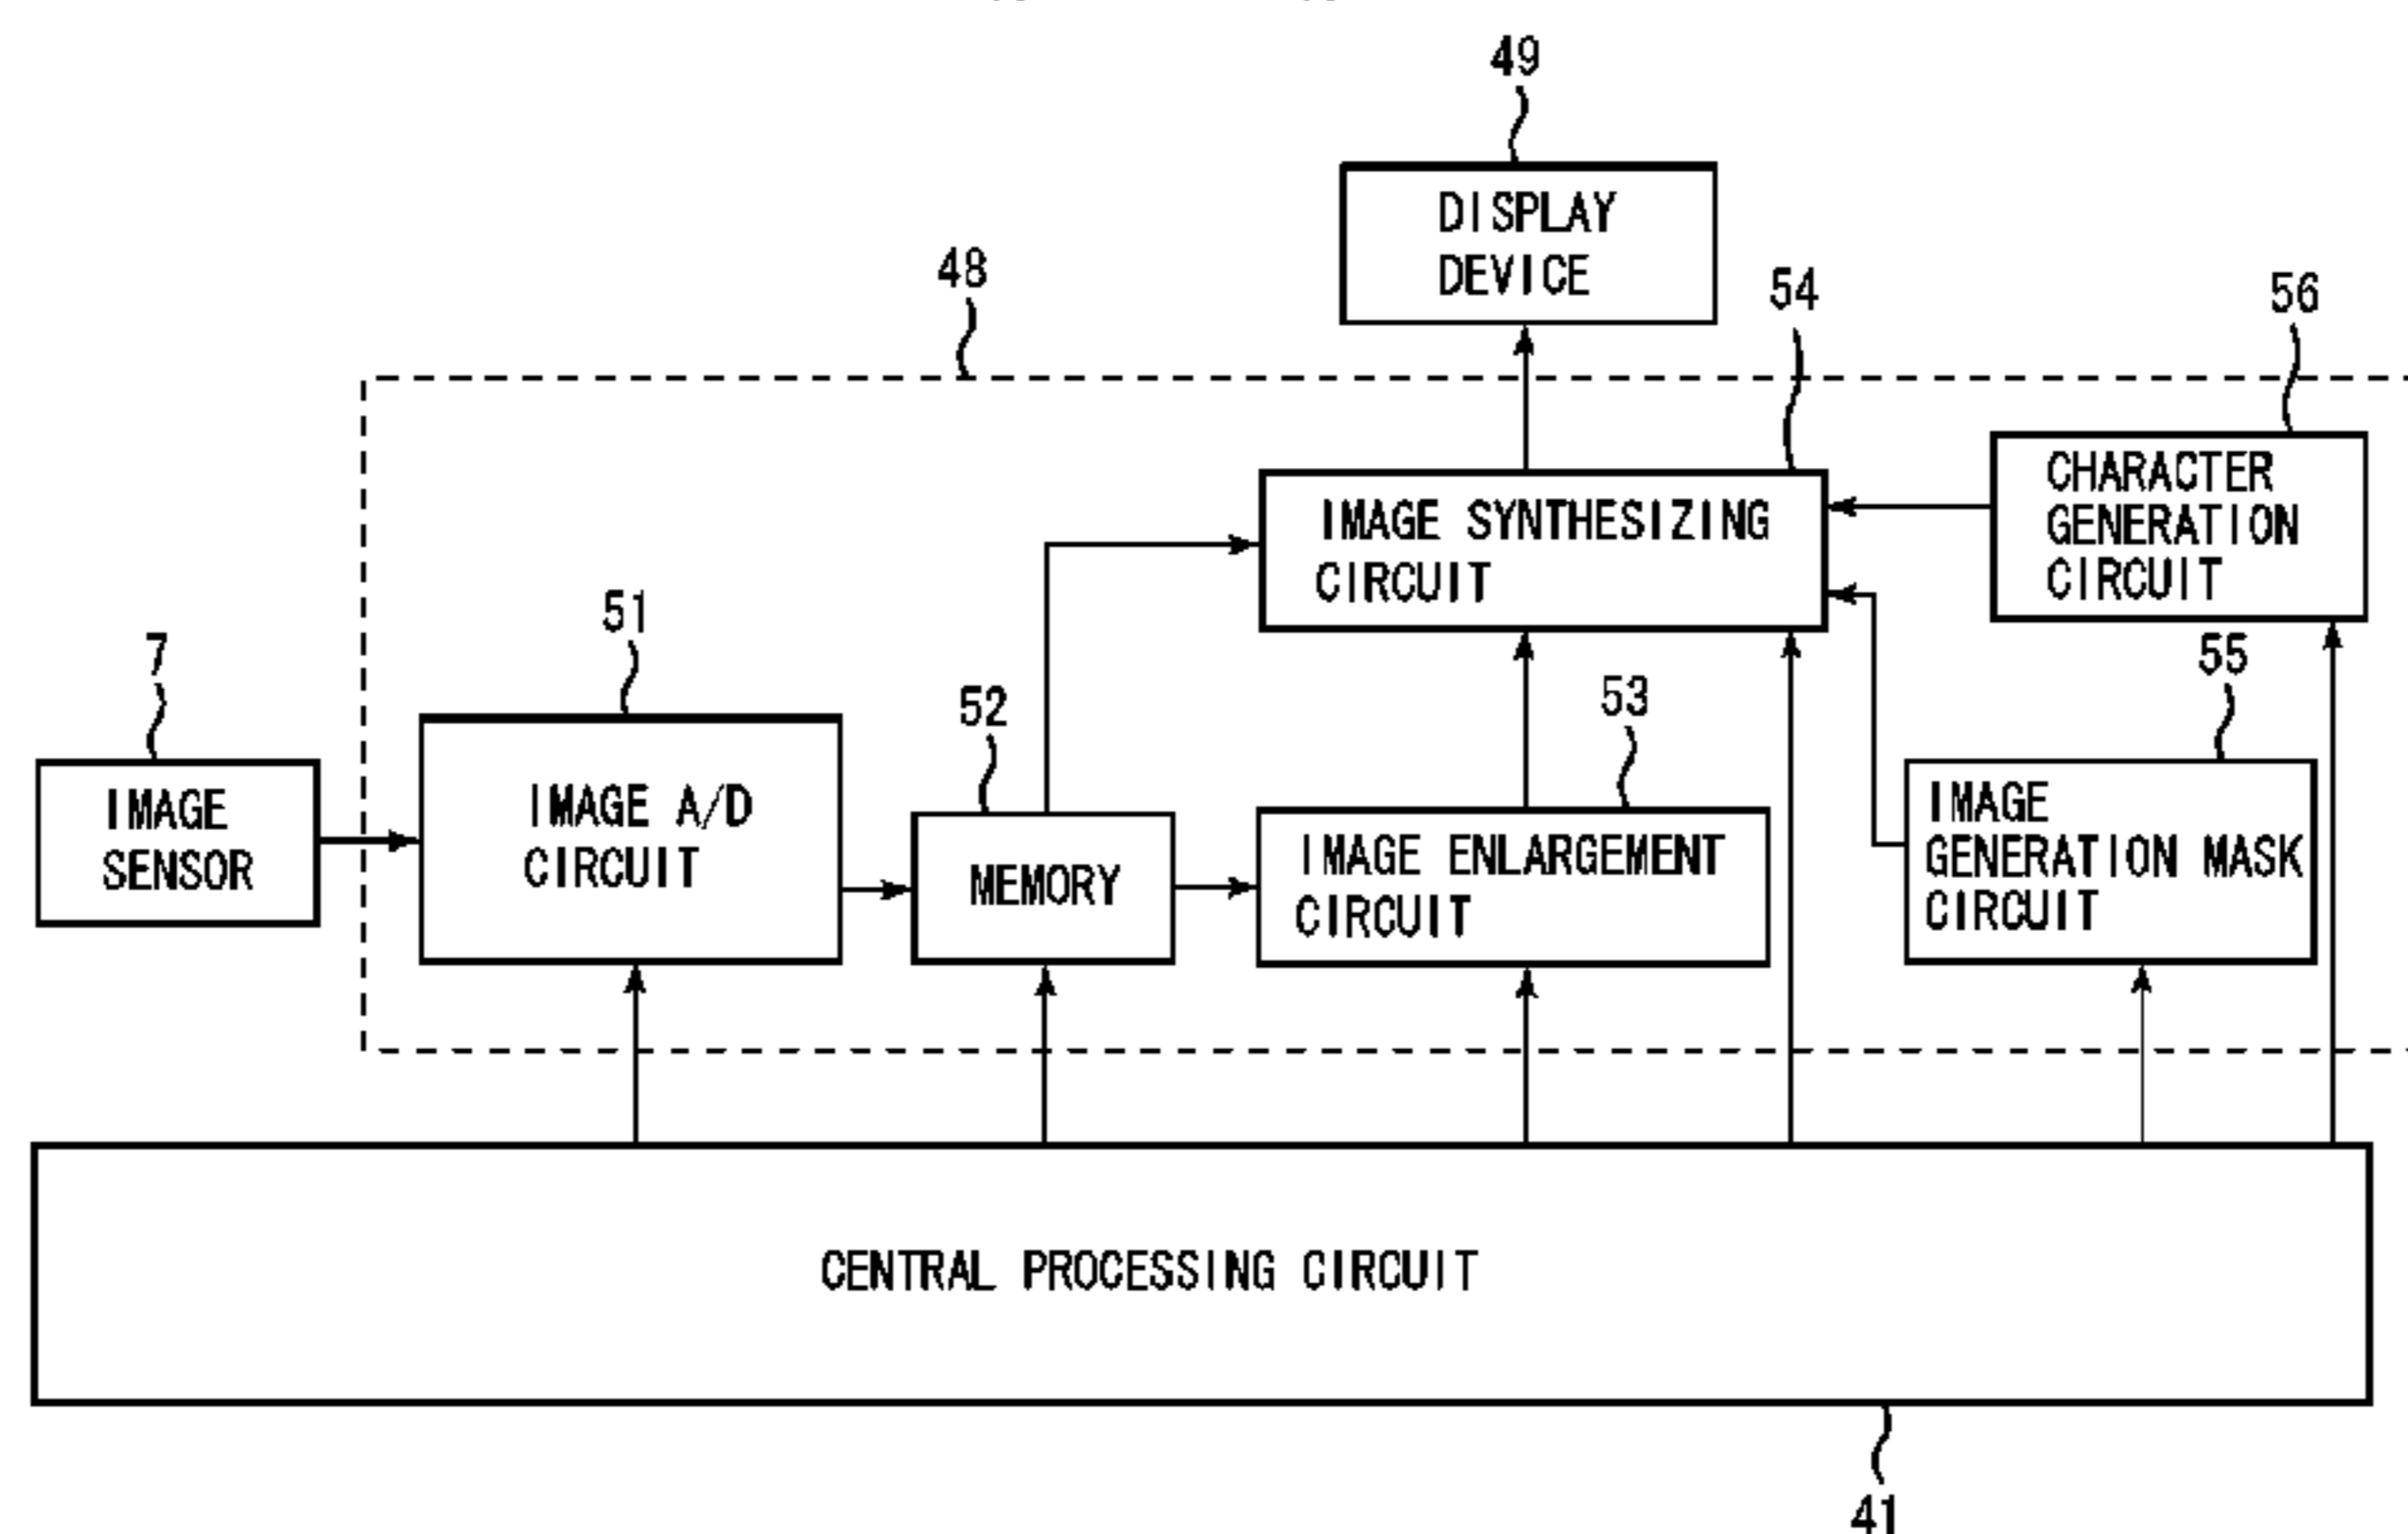 49
DISPLAY
DEVICE
48
54
56
IMAGE SYNTHESIZING
CIRCUIT
CHARACTER
GENERATION
CIRCUIT
7
51
52
53
55
IMAGE
SENSOR
IMAGE A/D
CIRCUIT
MEMORY
IMAGE ENLARGEMENT
CIRCUIT
IMAGE
GENERATION MASK
CIRCUIT
CENTRAL PROCESSING CIRCUIT
41